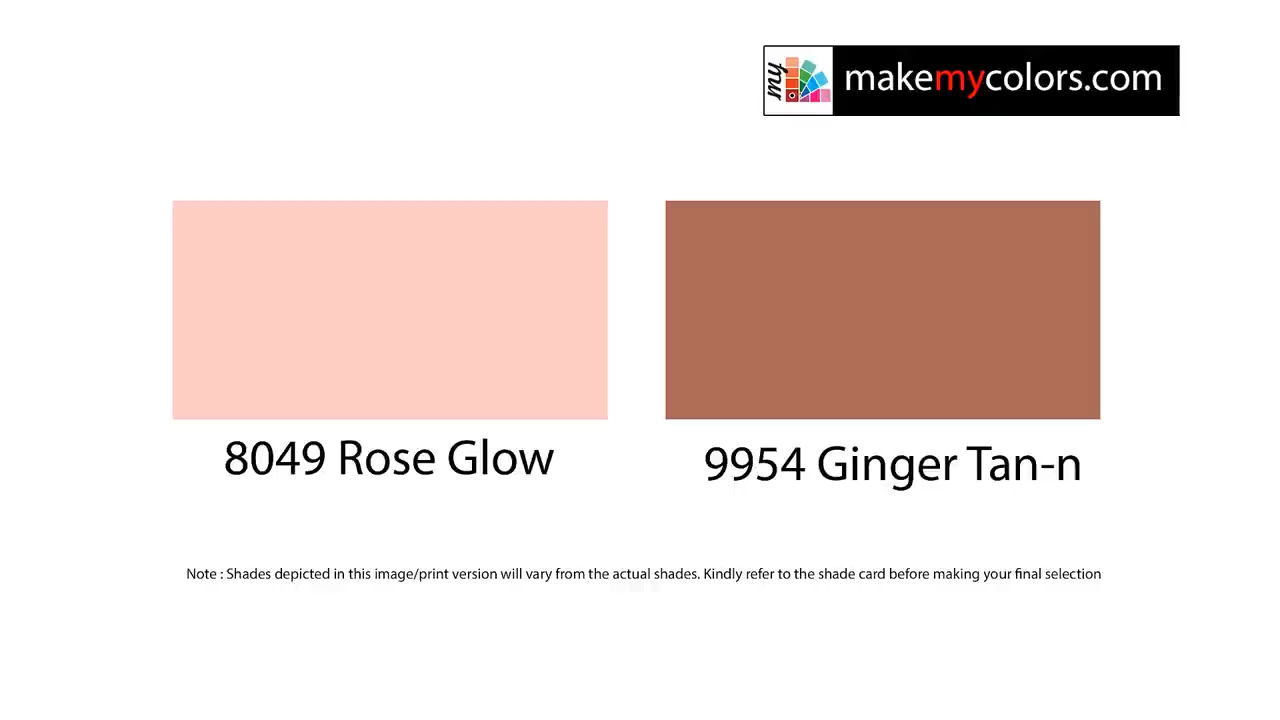 my
makemycolors.com
8049 Rose Glow
9954 Ginger Tan-n
Note : Shades depicted in this image/print version will vary from the actual shades. Kindly refer to the shade card before making your final selection